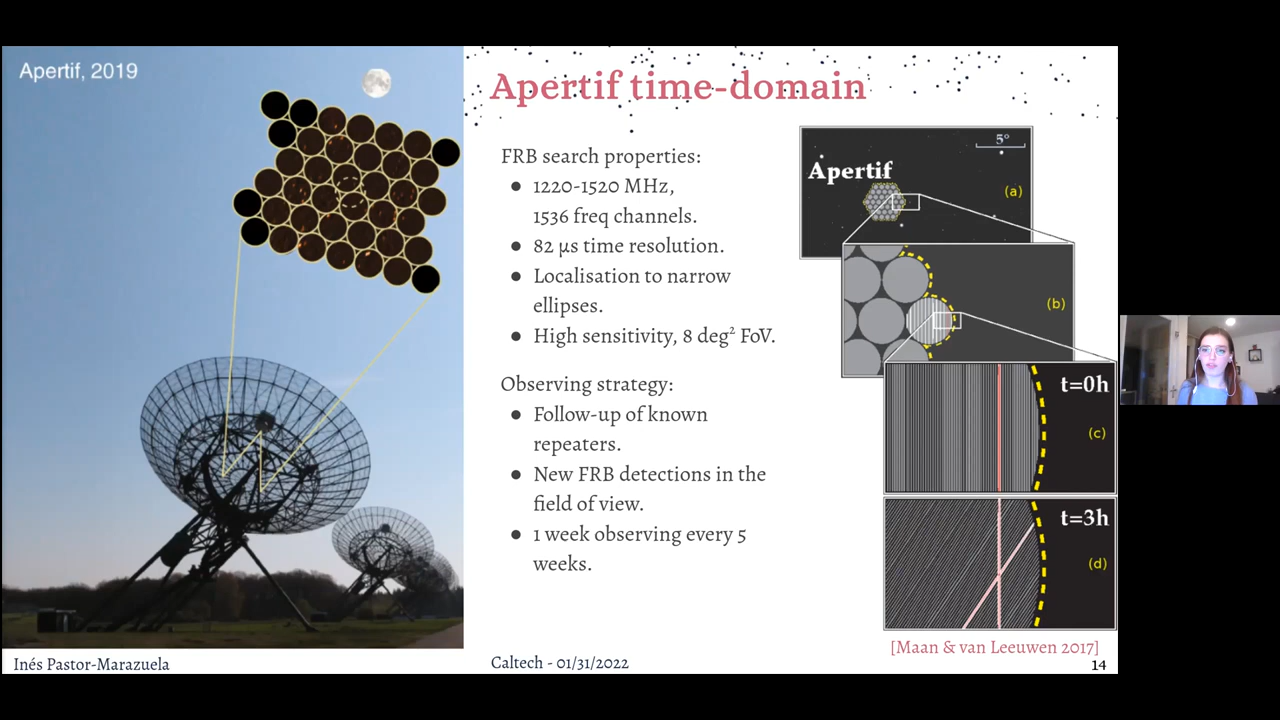 Apertif, 2019
Apertif time-domain
FRB search properties:
● 1220-1520 MHz,
1536 freq channels.
● 82 μs time resolution.
● Localisation to narrow
ellipses.
● High sensitivity, 8 deg² FoV.
Observing strategy:
● Follow-up of known
repeaters.
● New FRB detections in the
field of view.
● 1 week observing every 5
weeks.
5°
Apertif
(a)
(b)
t=0h
(c)
t=3h
(d)
[Maan & van Leeuwen 2017]
Inés Pastor-Marazuela
Caltech - 01/31/2022
14